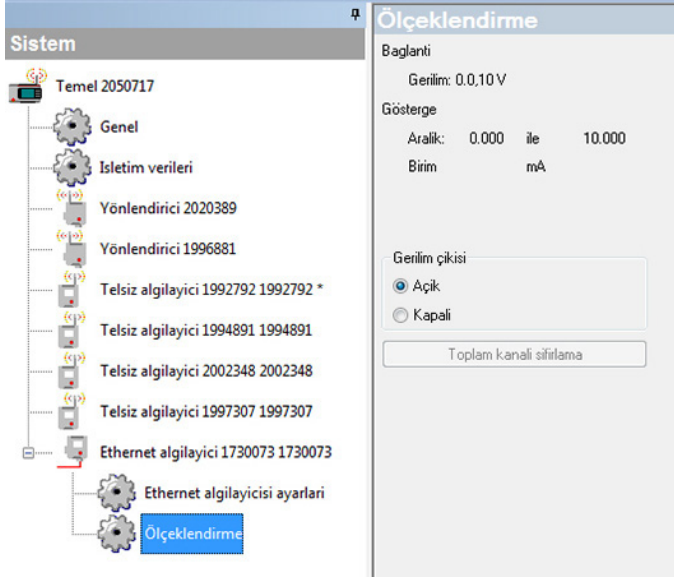 Sistem
Temel 2050717
Genel
Isletim verileri
Yönlendirici 2020389
Yönlendirici 1996881
Telsiz algilayici 1992792 1992792 *
Telsiz algilayici 1994891 1994891
Telsiz algilayici 2002348 2002348
Telsiz algilayici 1997307 1997307
Ethernet algilayici 1730073 1730073
Ethernet algilayicisi ayarlari
Ölçeklendirme
Ölçeklendirme
Baglanti
Gerilim: 0.0,10 V
Gösterge
Aralik: 0.000 ile 10.000
Birim mA
Gerilim çikisi
Açik
Kapali
Toplam kanali sifirlama